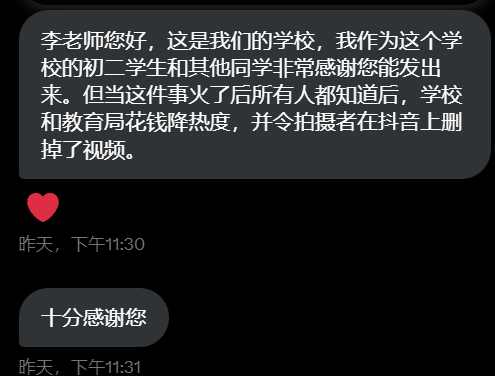 李老师您好，这是我们的学校，我作为这个学
校的初二学生和其他同学非常感谢您能发出
来。但当这件事火了后所有人都知道后，学校
和教育局花钱降热度，并令拍摄者在抖音上删
掉了视频。
昨天，下午11:30
十分感谢您
昨天，下午11:31